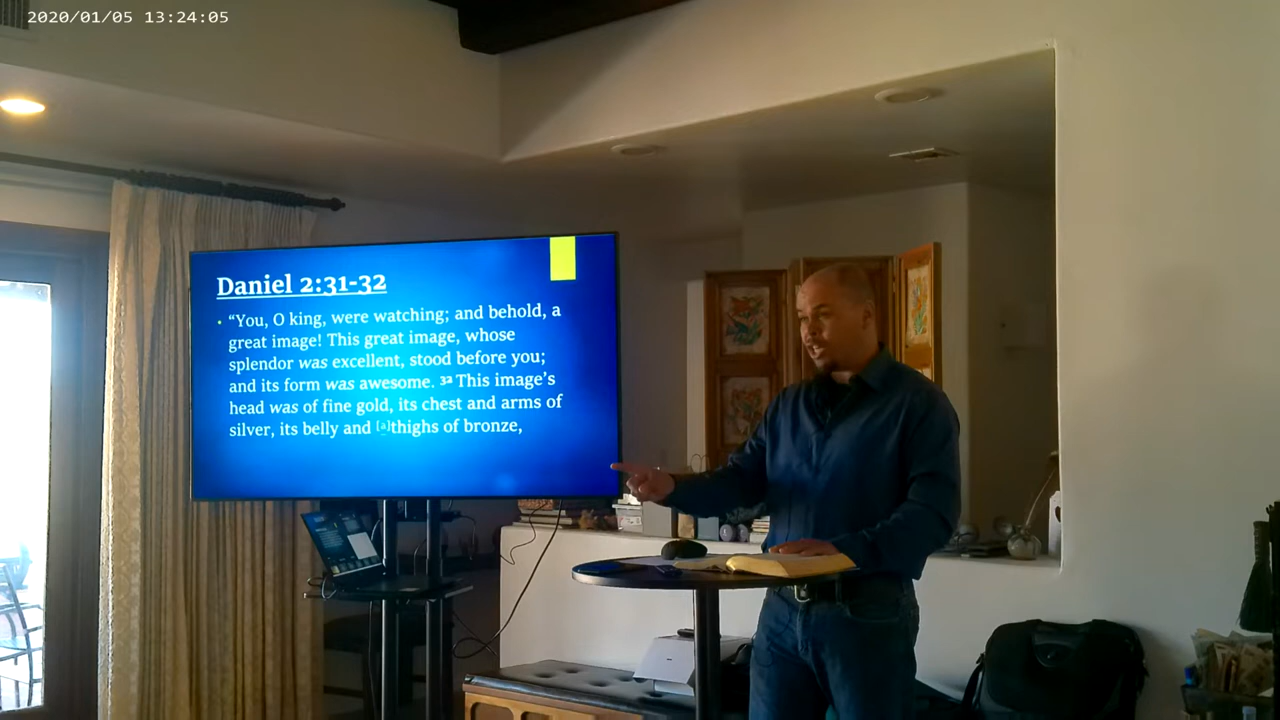 2020/01/05 13:24:05
Daniel 2:31-32
• “You, O king, were watching; and behold, a
great image! This great image, whose
splendor was excellent, stood before you;
and its form was awesome. ³² This image’s
head was of fine gold, its chest and arms of
silver, its belly and [a]thighs of bronze,